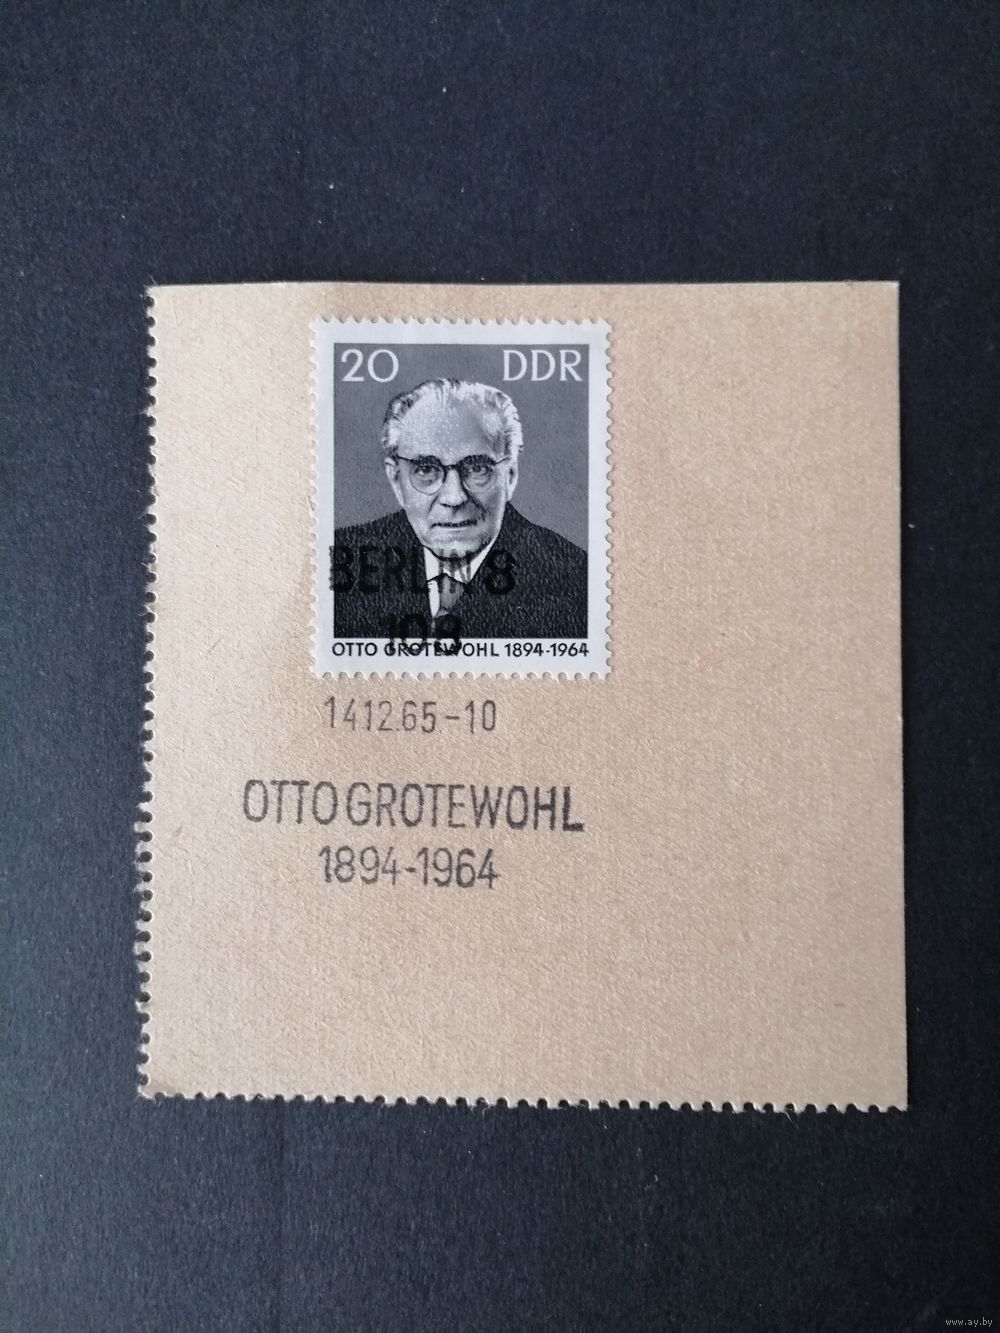 20 DDR
BERLIN 8
108
OTTO GROTEWOHL 1894-1964
14.12.65.-10
OTTO GROTEWOHL
1894-1964
www.ay.by